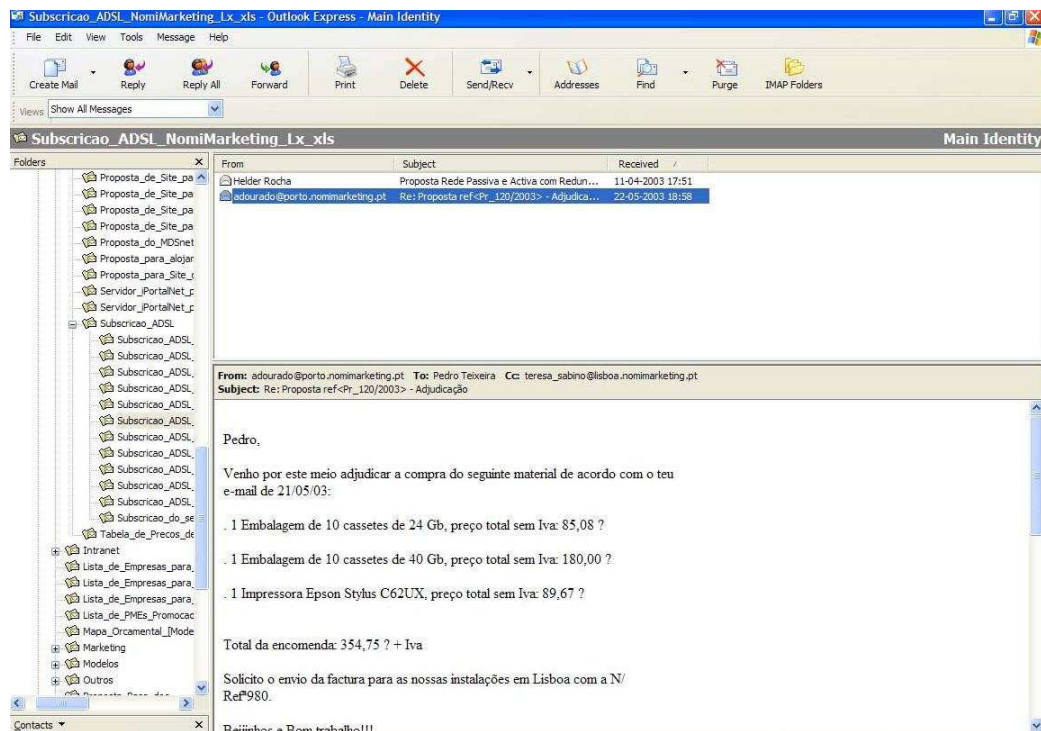 Subscricao_ADSL_NomiMarketing_Lx_xls - Outlook Express - Main Identity
File Edit View Tools Message Help
Create Mail Reply Reply All Forward Print Delete Send/Recv Addresses Find Purge IMAP Folders
Views Show All Messages
Subscricao_ADSL_NomiMarketing_Lx_xls Main Identity
Folders x
Proposta_de_Site_pa
Proposta_de_Site_pa
Proposta_de_Site_pa
Proposta_de_Site_pa
Proposta_do_MDSnet
Proposta_para_alojar
Proposta_para_Site_c
Servidor_iPortalNet_p
Servidor_iPortalNet_p
Subscricao_ADSL
Subscricao_ADSL_
Subscricao_ADSL_
Subscricao_ADSL_
Subscricao_ADSL_
Subscricao_ADSL_
Subscricao_ADSL_
Subscricao_ADSL_
Subscricao_ADSL_
Subscricao_ADSL_
Subscricao_ADSL_
Subscricao_ADSL_
Subscricao_do_se
Tabela_de_Precos_de
Intranet
Lista_de_Empresas_para_
Lista_de_Empresas_para_
Lista_de_Empresas_para_
Lista_de_PMEs_Promocac
Mapa_Orcamental_[Mode
Marketing
Modelos
Outros
Contacts x
From Subject Received
Helder Rocha Proposta Rede Passiva e Activa com Redun... 11-04-2003 17:51
adourado@porto.nomimarketing.pt Re: Proposta ref<Pr_120/2003> - Adjudica... 22-05-2003 18:58
From: adourado@porto.nomimarketing.pt To: Pedro Teixeira Cc: teresa_sabino@lisboa.nomimarketing.pt
Subject: Re: Proposta ref<Pr_120/2003> - Adjudicação
Pedro,
Venho por este meio adjudicar a compra do seguinte material de acordo com o teu
e-mail de 21/05/03:
. 1 Embalagem de 10 cassetes de 24 Gb, preço total sem Iva: 85,08 ?
. 1 Embalagem de 10 cassetes de 40 Gb, preço total sem Iva: 180,00 ?
. 1 Impressora Epson Stylus C62UX, preço total sem Iva: 89,67 ?
Total da encomenda: 354,75 ? + Iva
Solicito o envio da factura para as nossas instalações em Lisboa com a N/
Refª980.
Beijinhos e Bom trabalho!!!